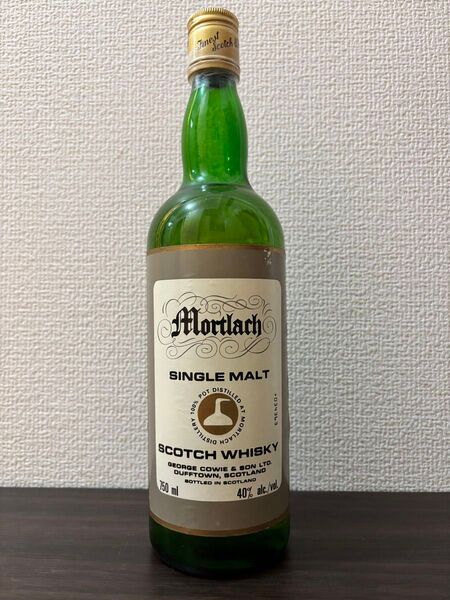 Finest
Scotch
Mortlach
SINGLE MALT
100% POT DISTILLED AT MORTLACH DISTILLERY
SCOTCH WHISKY
GEORGE COWIE & SON LTD.
DUFFTOWN, SCOTLAND
BOTTLED IN SCOTLAND
750 ml 40% alc./vol.